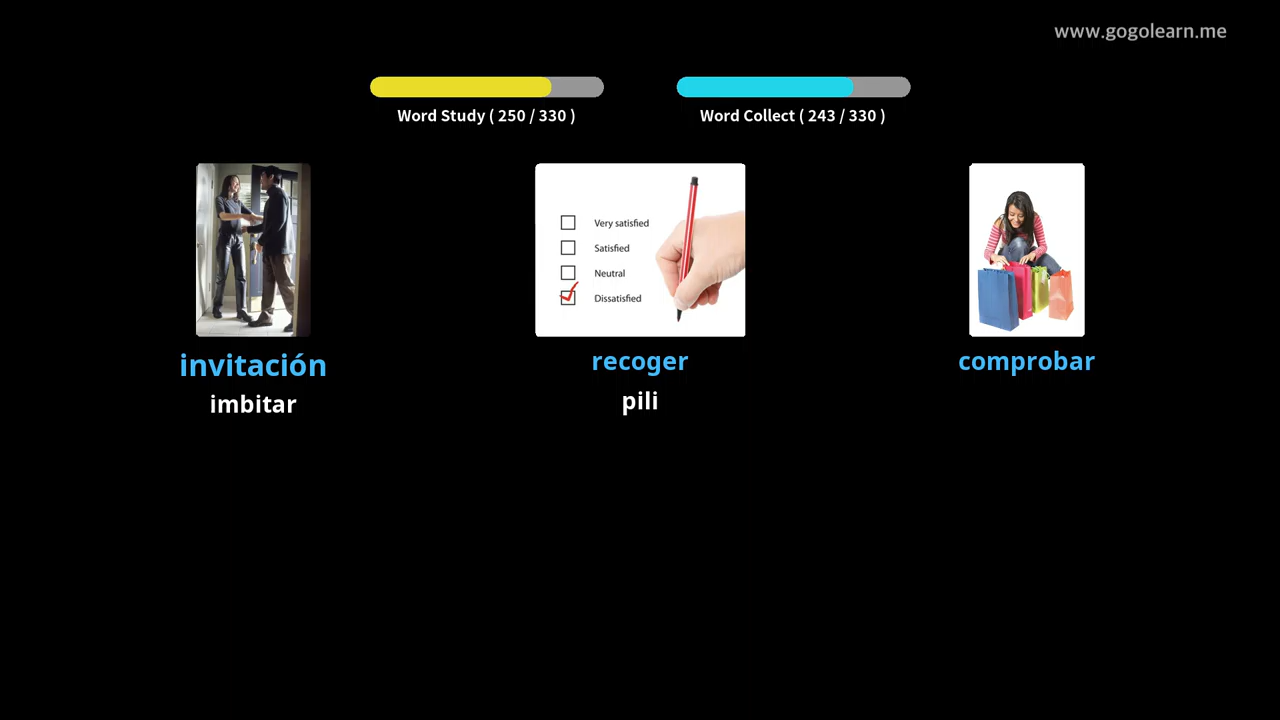 www.gogolearn.me
Word Study ( 250 / 330 )
Word Collect ( 243 / 330 )
Very satisfied
Satisfied
Neutral
Dissatisfied
invitación
recoger
comprobar
imbitar
pili